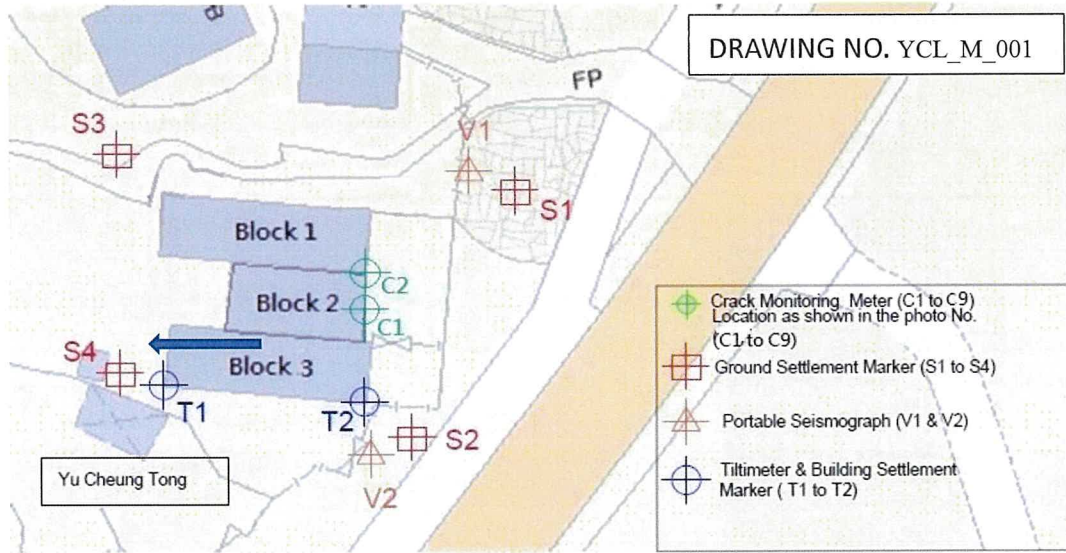 DRAWING NO. YCL_M_001
FP
S3
V1
S1
Block 1
C2
Block 2
C1
S4
Block 3
T1
T2
S2
V2
Yu Cheung Tong
Crack Monitoring Meter (C1 to C9)
Location as shown in the photo No.
(C1 to C9)
Ground Settlement Marker (S1 to S4)
Portable Seismograph (V1 & V2)
Tiltimeter & Building Settlement
Marker ( T1 to T2)